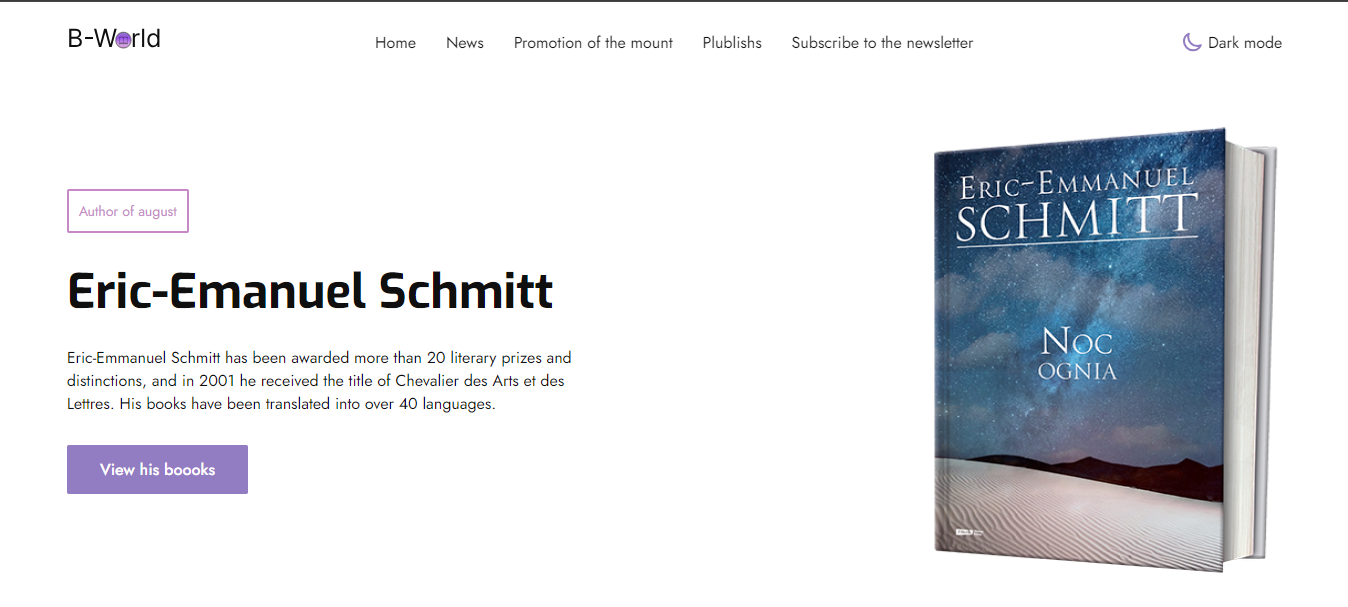 B-World
Home
News
Promotion of the mount
Plublishs
Subscribe to the newsletter
Dark mode
Author of august
Eric-Emanuel Schmitt
Eric-Emmanuel Schmitt has been awarded more than 20 literary prizes and
distinctions, and in 2001 he received the title of Chevalier des Arts et des
Lettres. His books have been translated into over 40 languages.
View his boooks
ERIC-EMMANUEL
SCHMITT
NOC
OGNIA